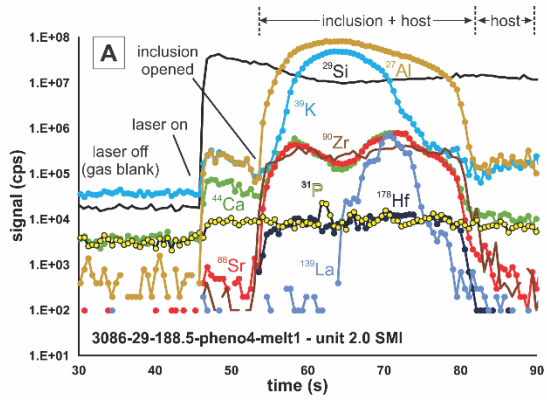 inclusion + host
host
A
inclusion
opened
laser on
laser off
(gas blank)
²⁹Si
²⁷Al
³⁹K
⁹⁰Zr
⁴⁴Ca
³¹P
¹⁷⁸Hf
⁸⁸Sr
¹³⁹La
3086-29-188.5-pheno4-melt1 - unit 2.0 SMI
signal (cps)
1.E+08
1.E+07
1.E+06
1.E+05
1.E+04
1.E+03
1.E+02
1.E+01
30 40 50 60 70 80 90
time (s)